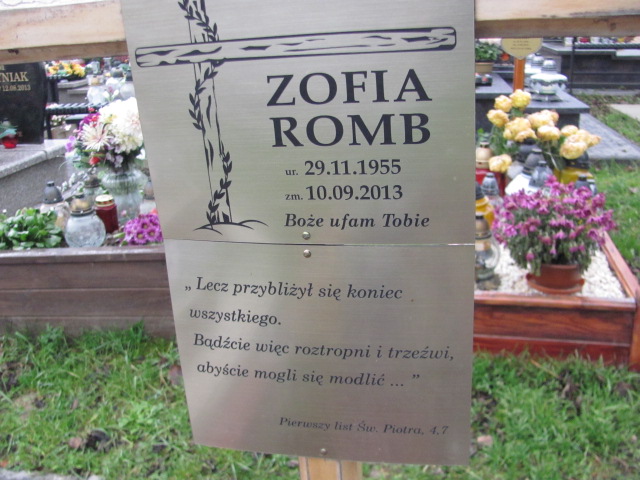 NIAK
ZOFIA
ROMB
ur. 29.11.1955
zm. 10.09.2013
Boże ufam Tobie
„ Lecz przybliżył się koniec
wszystkiego.
Bądźcie więc roztropni i trzeźwi,
abyście mogli się modlić ... ”
Pierwszy list Św. Piotra, 4,7